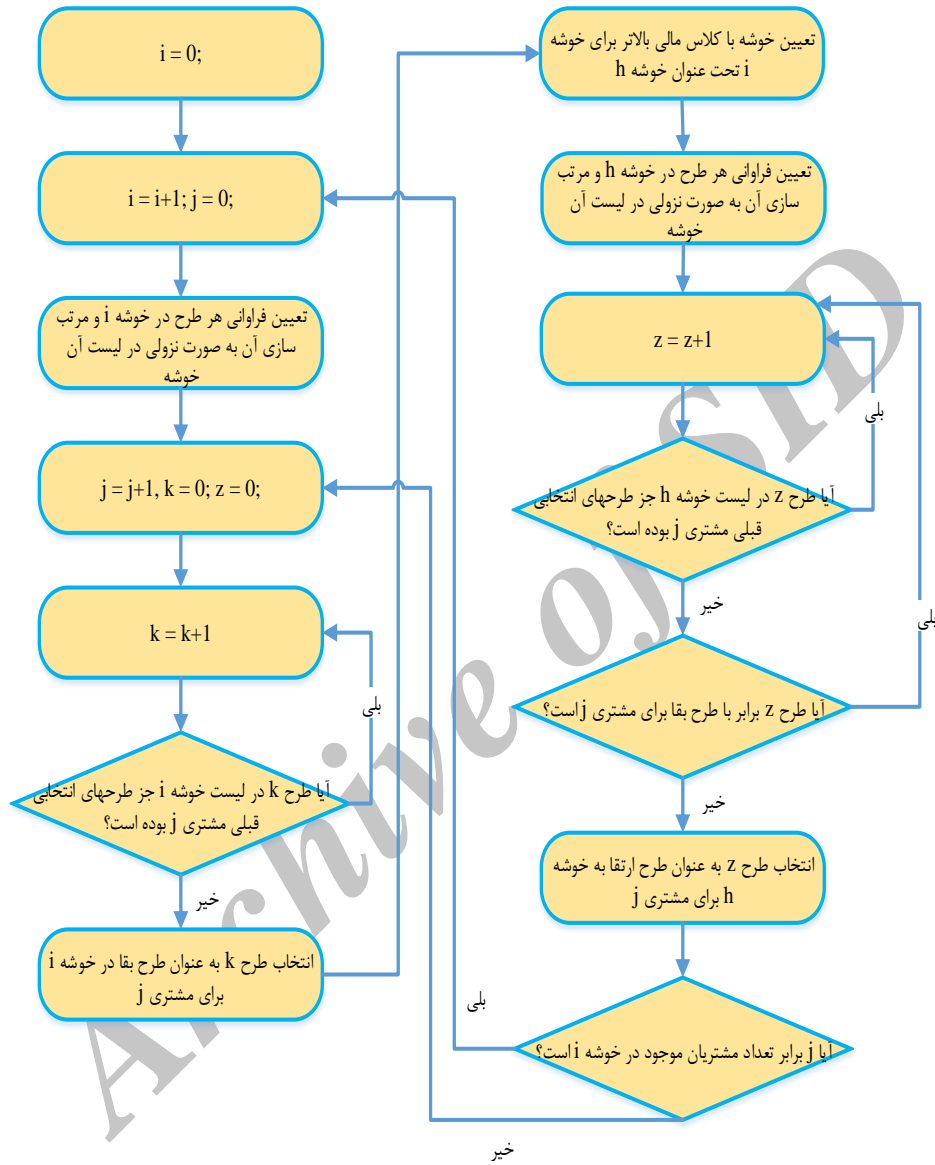 i = 0;
i = i+1; j = 0;
تعیین فراوانی هر طرح در خوشه i و مرتب
سازی آن به صورت نزولی در لیست آن
خوشه
j = j+1, k = 0; z = 0;
k = k+1
بلی
آیا طرح k در لیست خوشه i جز طرحهای انتخابی
قبلی مشتری j بوده است؟
خیر
انتخاب طرح k به عنوان طرح بقا در خوشه i
برای مشتری j
تعیین خوشه با کلاس مالی بالاتر برای خوشه
i تحت عنوان خوشه h
تعیین فراوانی هر طرح در خوشه h و مرتب
سازی آن به صورت نزولی در لیست آن
خوشه
z = z+1
بلی
آیا طرح z در لیست خوشه h جز طرحهای انتخابی
قبلی مشتری j بوده است؟
خیر
بلی
آیا طرح z برابر با طرح بقا برای مشتری j است؟
خیر
انتخاب طرح z به عنوان طرح ارتقا به خوشه
h برای مشتری j
بلی
آیا j برابر تعداد مشتریان موجود در خوشه i است؟
خیر
Archive of SID